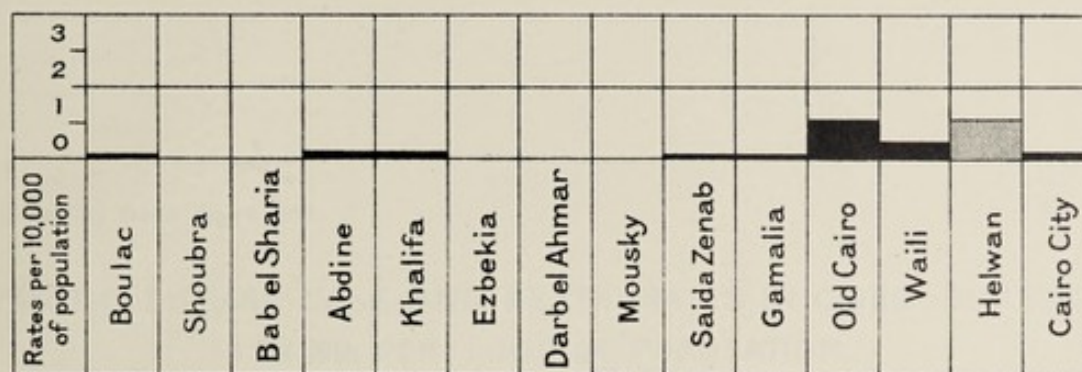 3
2
1
0
Rates per 10,000
of population
Boulac
Shoubra
Bab el Sharia
Abdine
Khalifa
Ezbekia
Darb el Ahmar
Mousky
Saida Zenab
Gamalia
Old Cairo
Waili
Helwan
Cairo City